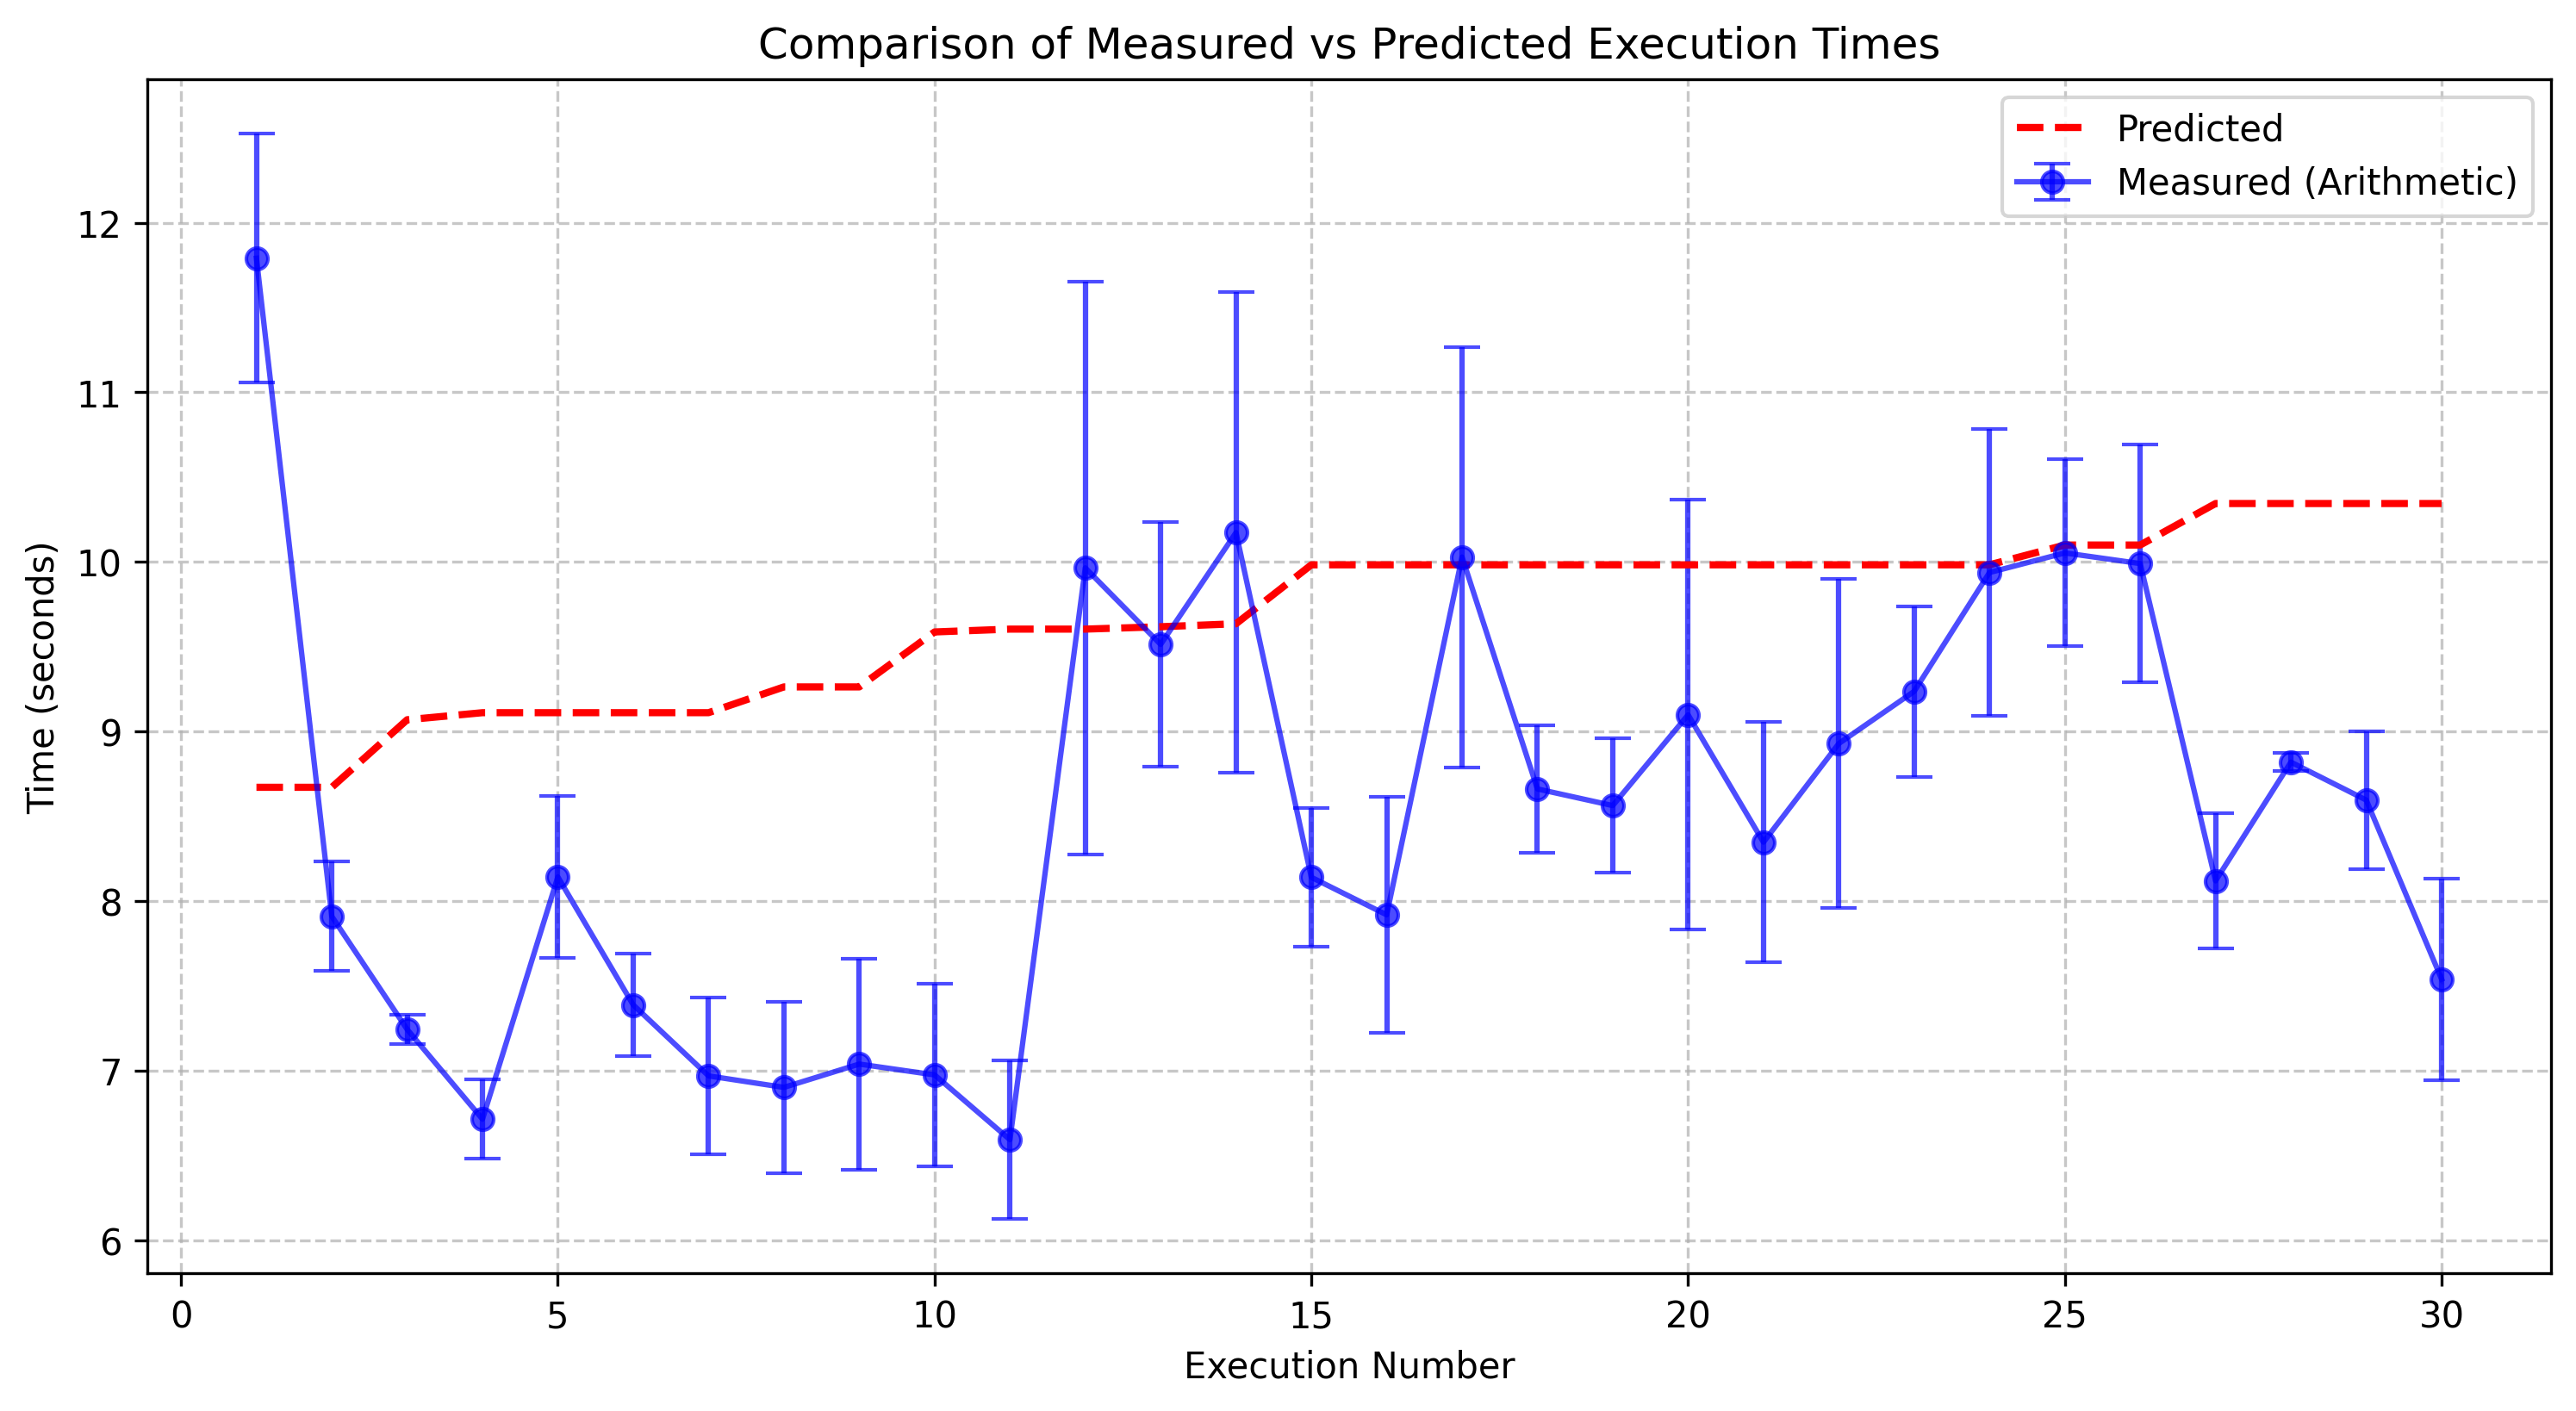 Comparison of Measured vs Predicted Execution Times
Predicted
Measured (Arithmetic)
Time (seconds)
12
11
10
9
8
7
6
0 5 10 15 20 25 30
Execution Number